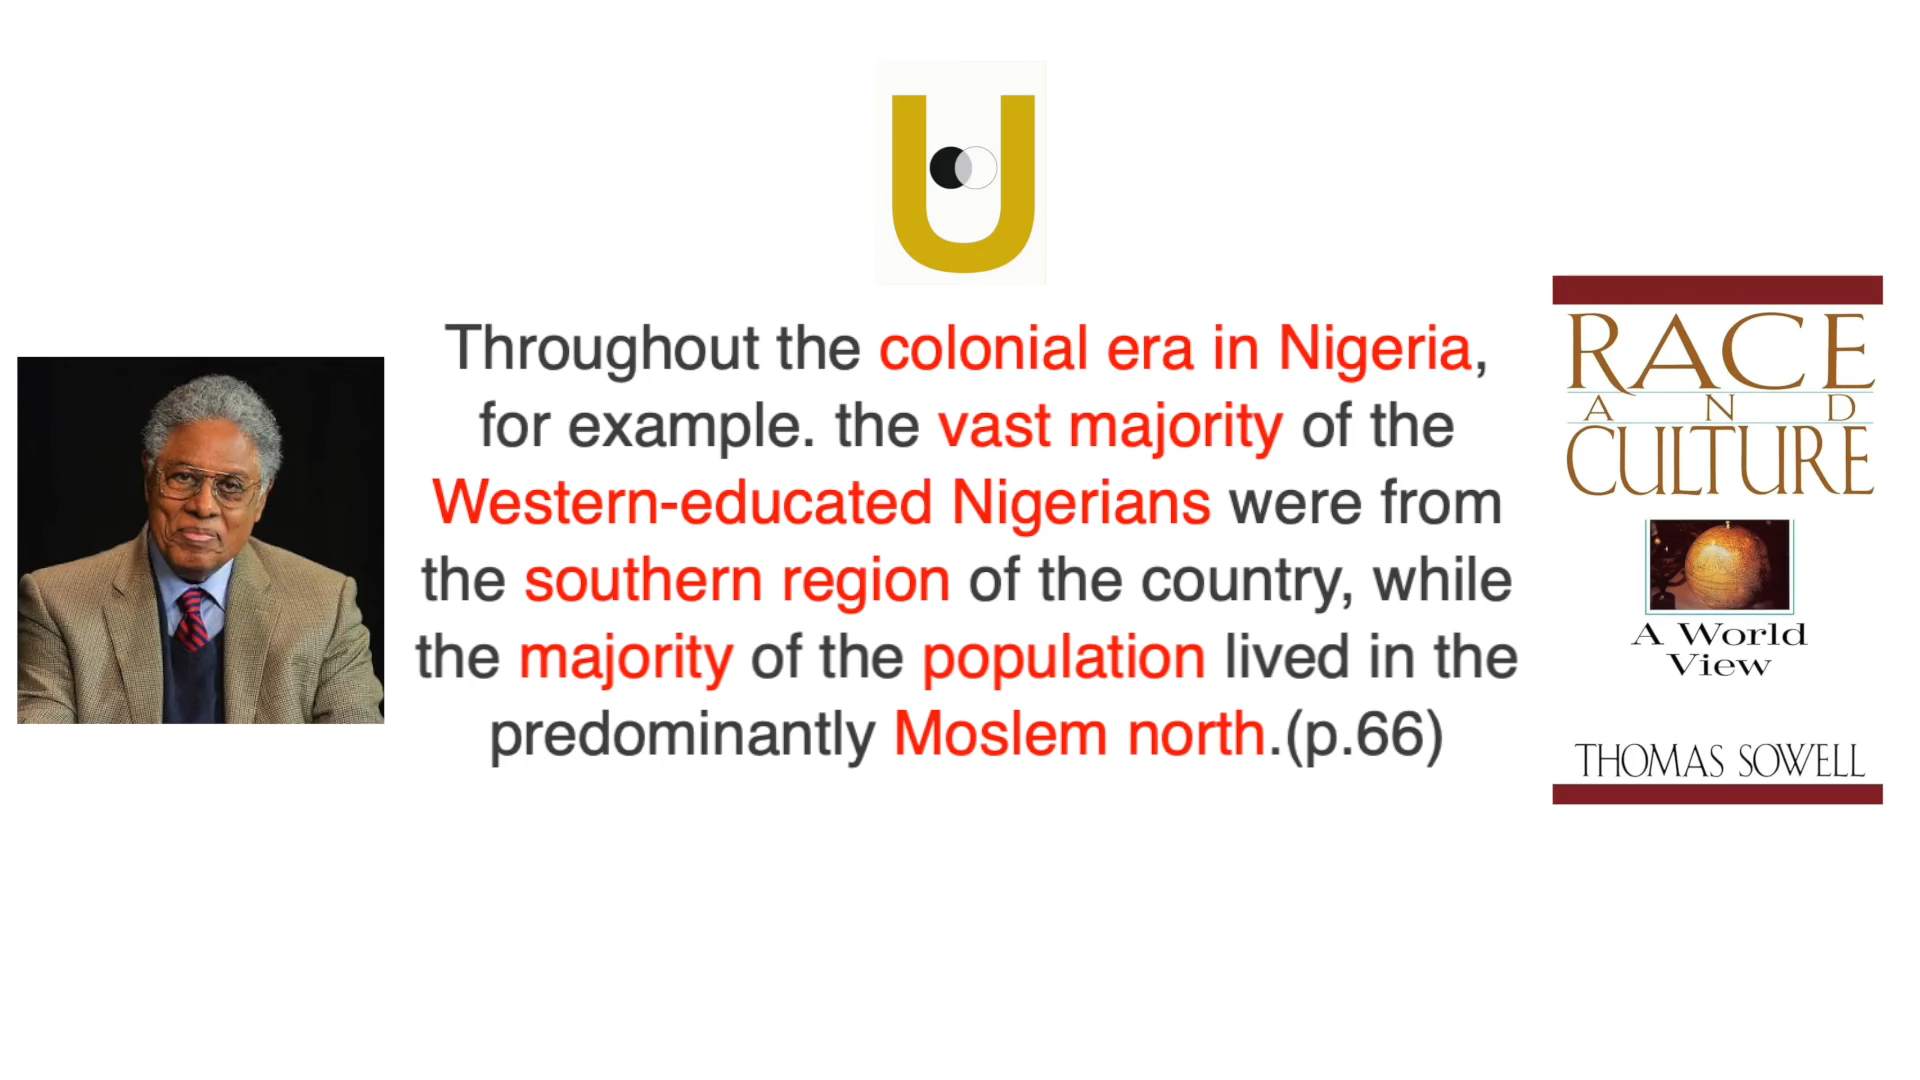 U
Throughout the colonial era in Nigeria,
for example. the vast majority of the
Western-educated Nigerians were from
the southern region of the country, while
the majority of the population lived in the
predominantly Moslem north.(p.66)
RACE
AND
CULTURE
A World
View
THOMAS SOWELL